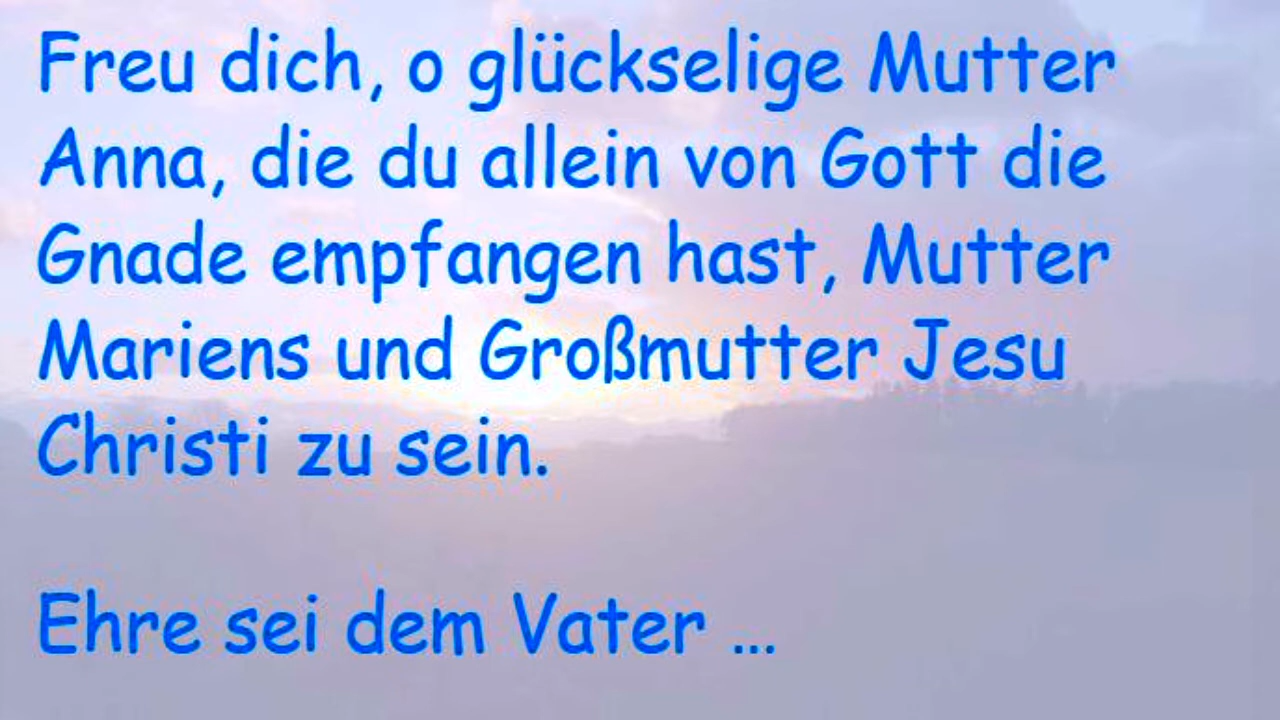 Freu dich, o glückselige Mutter
Anna, die du allein von Gott die
Gnade empfangen hast, Mutter
Mariens und Großmutter Jesu
Christi zu sein.
Ehre sei dem Vater ...